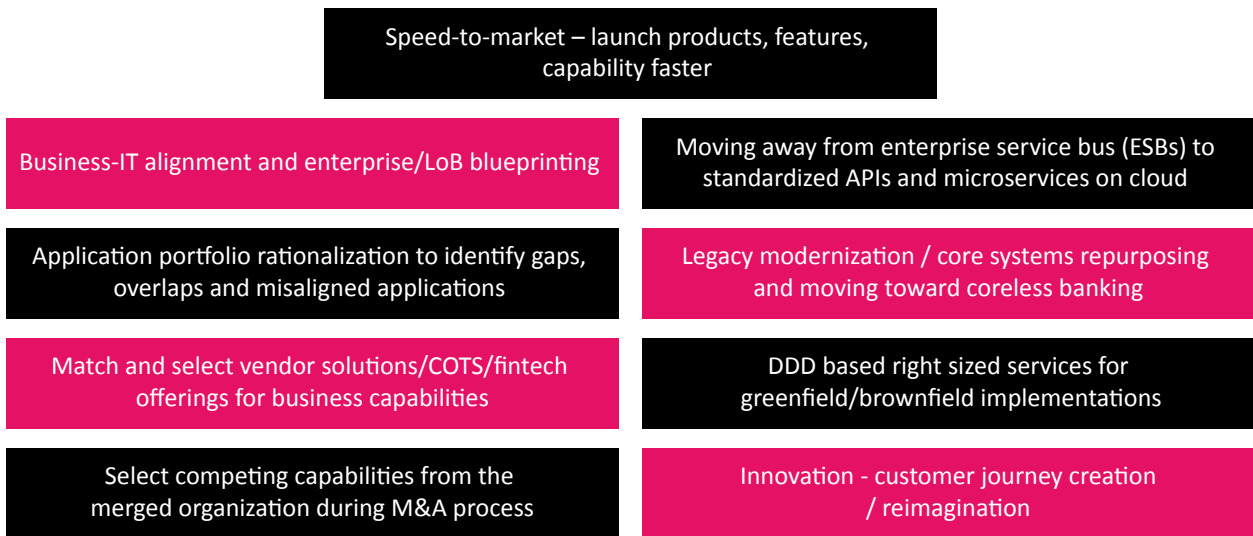 Speed-to-market – launch products, features,
capability faster
Business-IT alignment and enterprise/LoB blueprinting
Moving away from enterprise service bus (ESBs) to
standardized APIs and microservices on cloud
Application portfolio rationalization to identify gaps,
overlaps and misaligned applications
Legacy modernization / core systems repurposing
and moving toward coreless banking
Match and select vendor solutions/COTS/fintech
offerings for business capabilities
DDD based right sized services for
greenfield/brownfield implementations
Select competing capabilities from the
merged organization during M&A process
Innovation - customer journey creation
/ reimagination